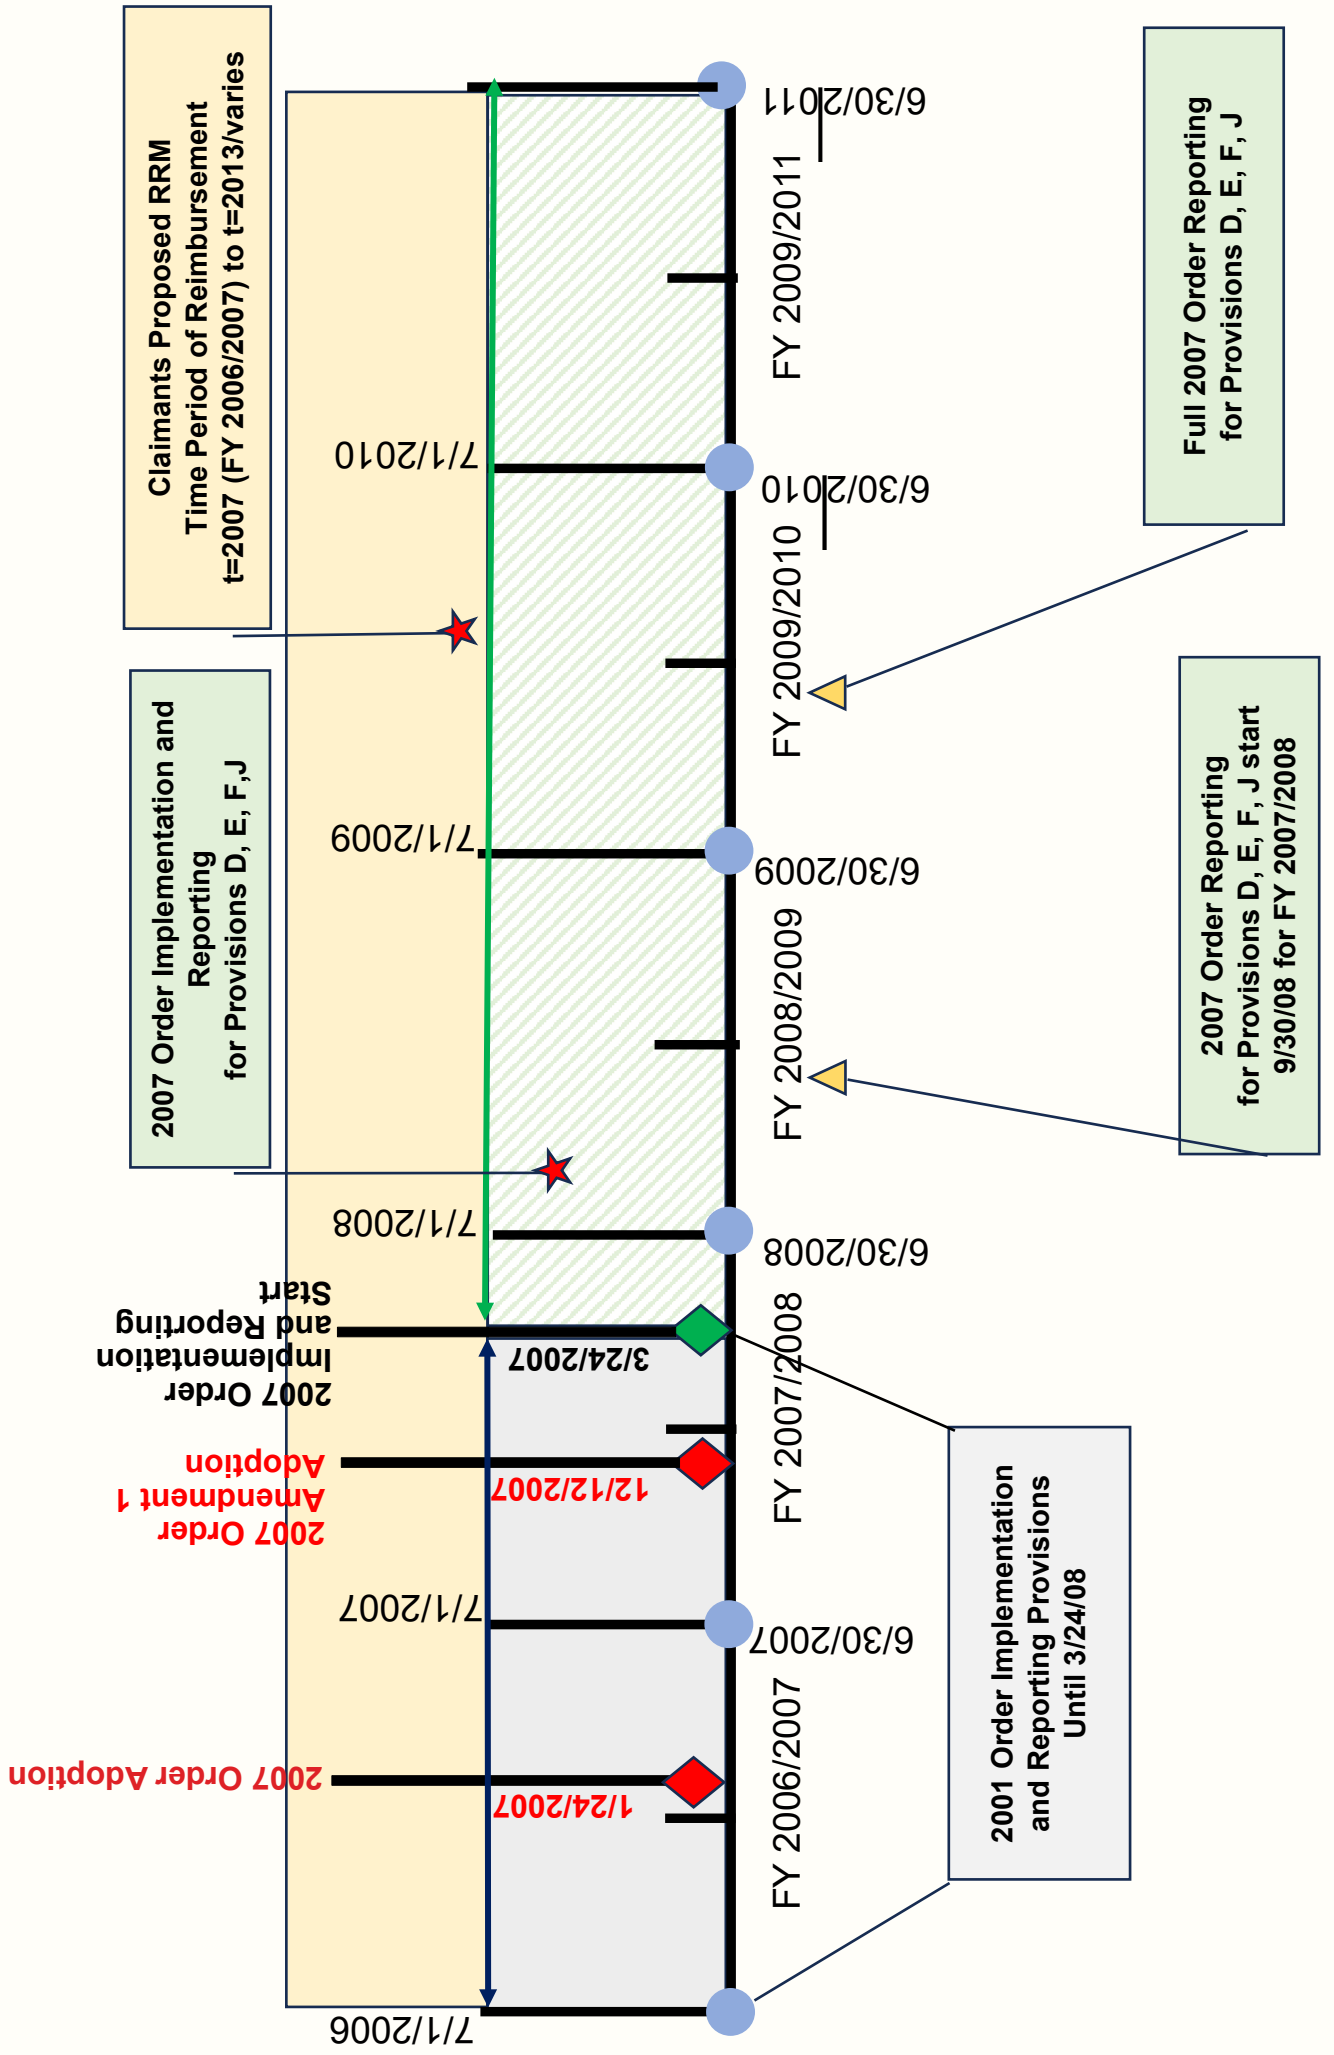 Claimants Proposed RRM
Time Period of Reimbursement
t=2007 (FY 2006/2007) to t=2013/varies
2007 Order Implementation and
Reporting
for Provisions D, E, F,J
2007 Order Adoption
2007 Order
Amendment 1
Adoption
2007 Order
Implementation
and Reporting
Start
7/1/2006
7/1/2007
7/1/2008
7/1/2009
7/1/2010
1/24/2007
12/12/2007
3/24/2007
6/30/2007
6/30/2008
6/30/2009
6/30/2010
6/30/2011
FY 2006/2007
FY 2007/2008
FY 2008/2009
FY 2009/2010
FY 2009/2011
2001 Order Implementation
and Reporting Provisions
Until 3/24/08
2007 Order Reporting
for Provisions D, E, F, J start
9/30/08 for FY 2007/2008
Full 2007 Order Reporting
for Provisions D, E, F, J